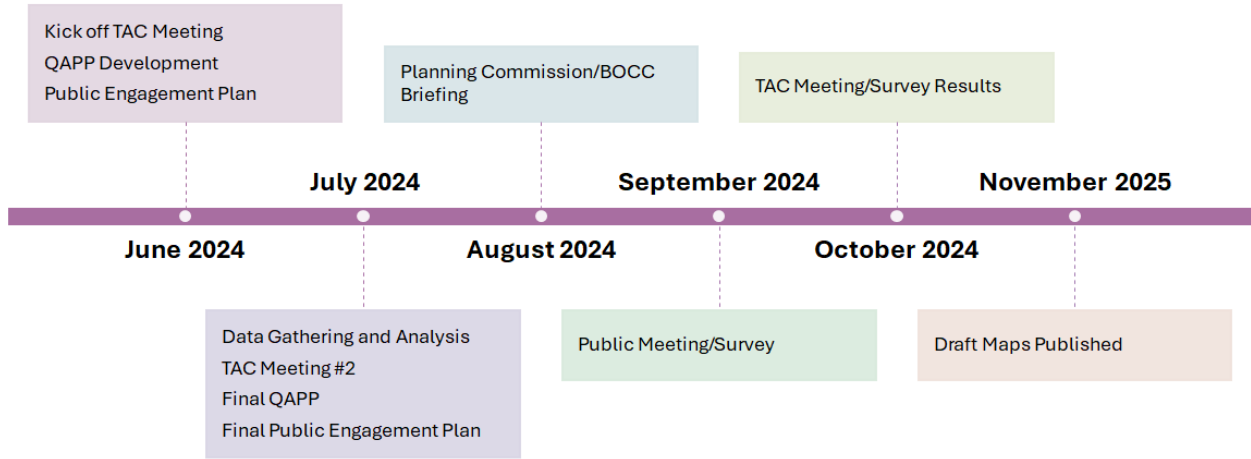 Kick off TAC Meeting
QAPP Development
Public Engagement Plan
Planning Commission/BOCC
Briefing
TAC Meeting/Survey Results
July 2024
September 2024
November 2025
June 2024
August 2024
October 2024
Data Gathering and Analysis
TAC Meeting #2
Final QAPP
Final Public Engagement Plan
Public Meeting/Survey
Draft Maps Published